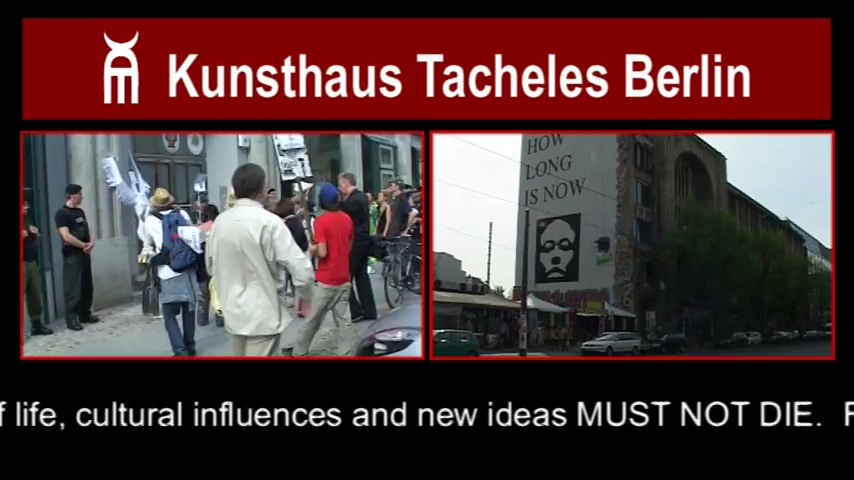 Kunsthaus Tacheles Berlin
HOW
LONG
IS NOW
f life, cultural influences and new ideas MUST NOT DIE. F